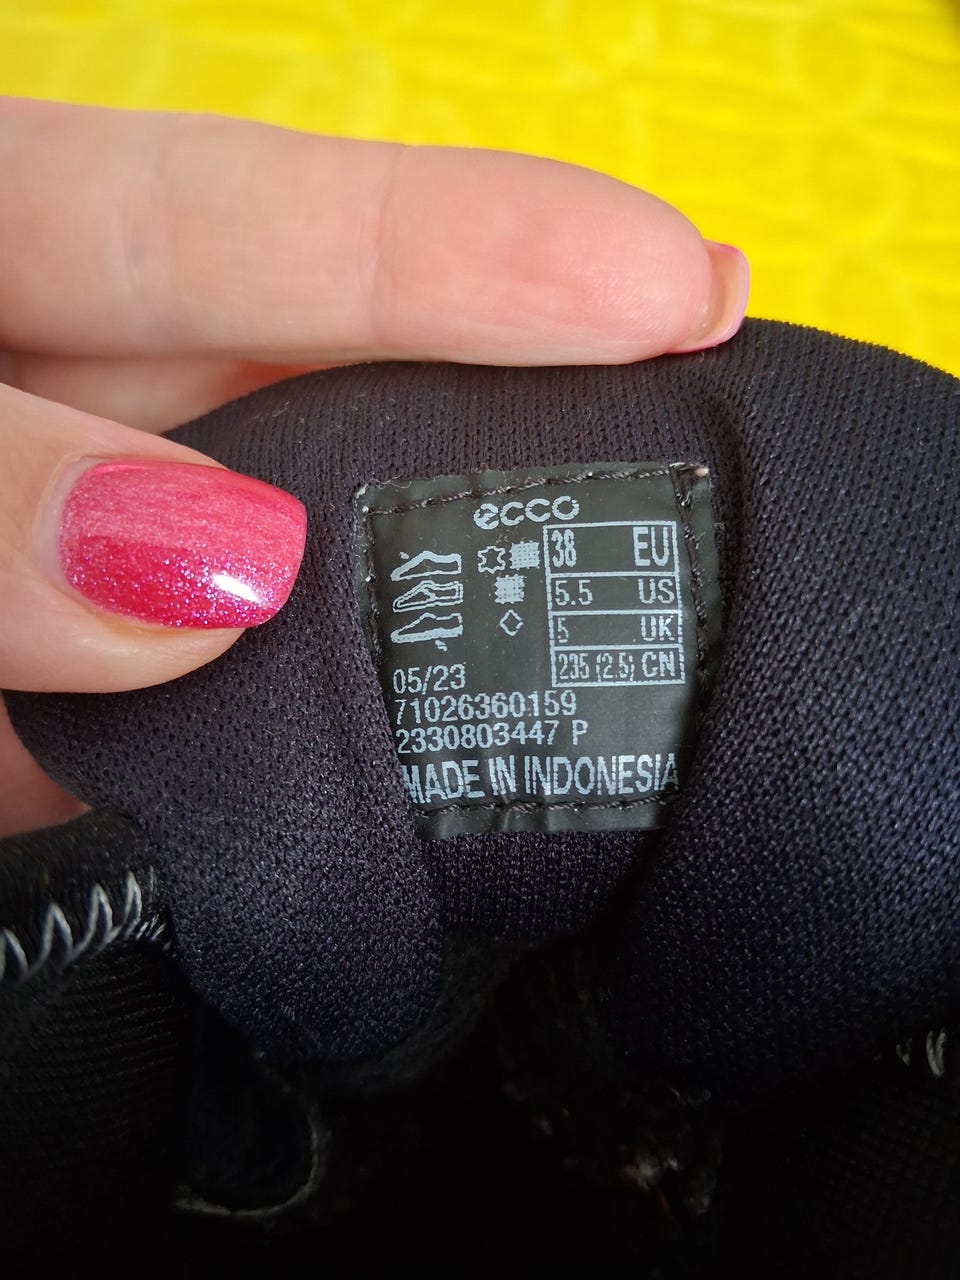 ecco
38 EU
5.5 US
5 UK
235 (2.5) CN
05/23
71026360159
2330803447 P
MADE IN INDONESIA